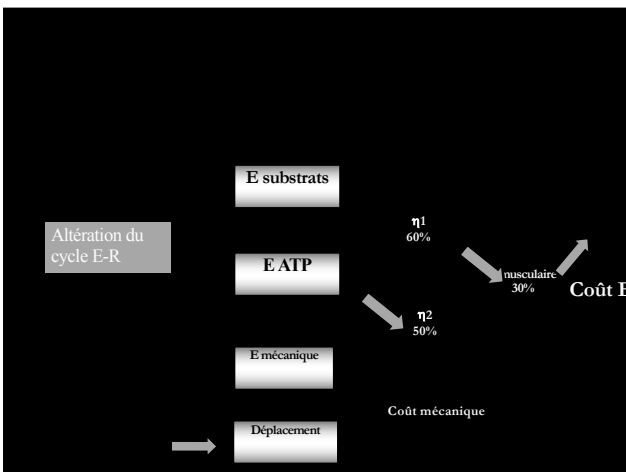 E substrats
η1
60%
Altération du
cycle E-R
E ATP
musculaire
30%
Coût E
η2
50%
E mécanique
Coût mécanique
Déplacement